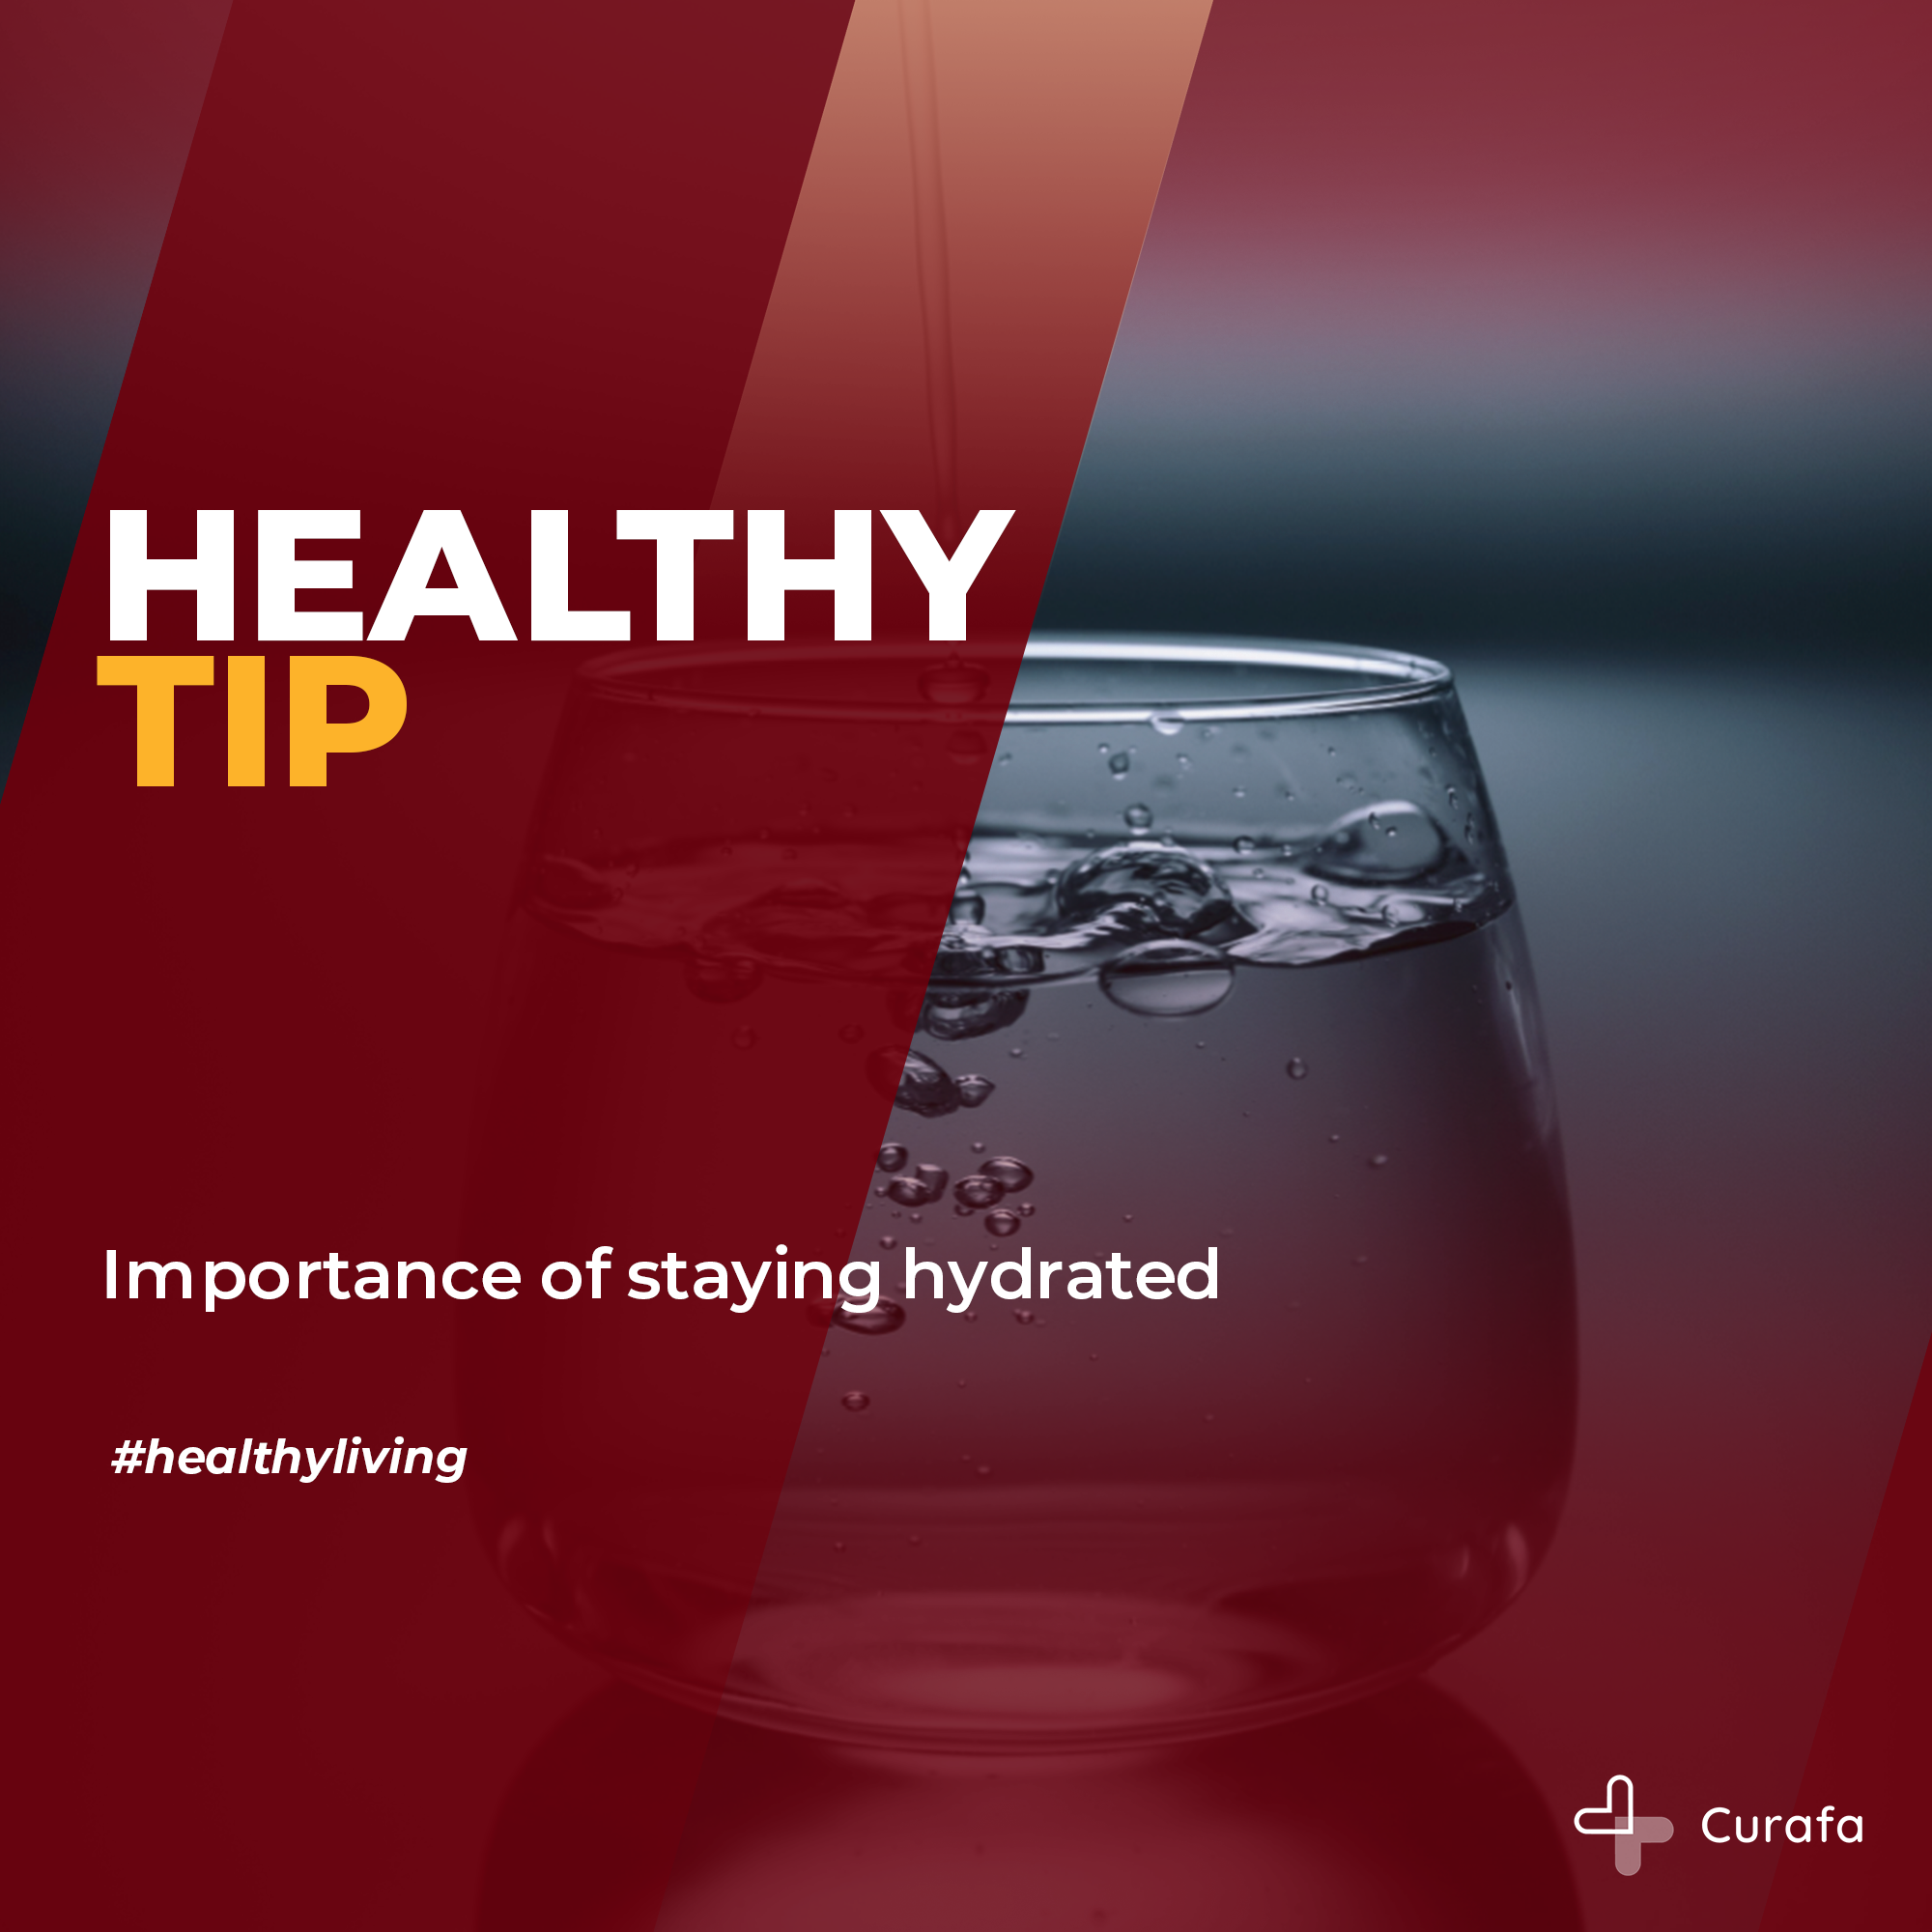 HEALTHY
TIP
Importance of staying hydrated
#healthyliving
Curafa